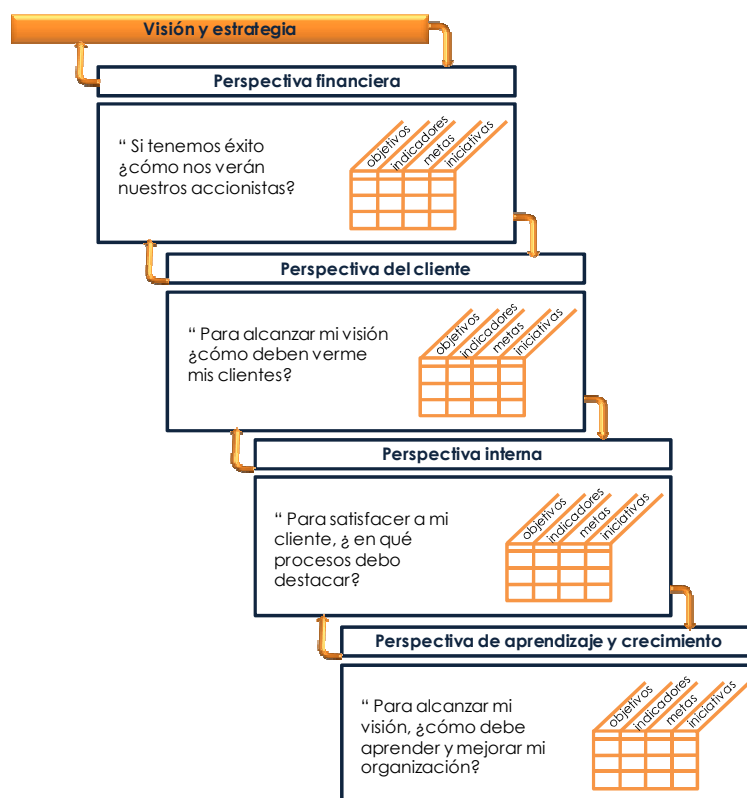 Visión y estrategia
Perspectiva financiera
“ Si tenemos éxito
¿cómo nos verán
nuestros accionistas?
objetivos
indicadores
metas
iniciativas
Perspectiva del cliente
“ Para alcanzar mi visión
¿cómo deben verme
mis clientes?
objetivos
indicadores
metas
iniciativas
Perspectiva interna
“ Para satisfacer a mi
cliente, ¿ en qué
procesos debo
destacar?
objetivos
indicadores
metas
iniciativas
Perspectiva de aprendizaje y crecimiento
“ Para alcanzar mi
visión, ¿cómo debe
aprender y mejorar mi
organización?
objetivos
indicadores
metas
iniciativas